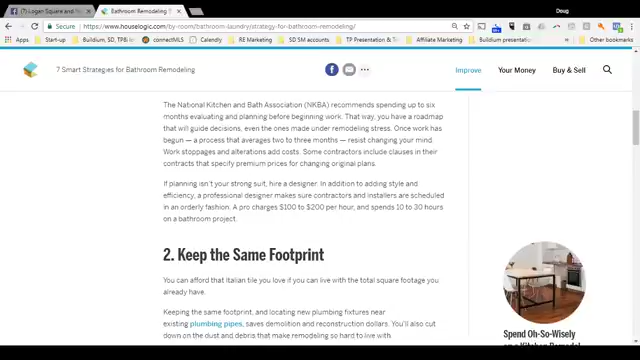 Doug
(7) Logan Square and N
Bathroom Remodeling
https://www.houselogic.com/by-room/bathroom-laundry/strategy-for-bathroom-remodeling/
Apps
Start-up
Buildium, SD, TP&I
connectMLS
Calendly
RE Marketing
SD SM accounts
TP Presentation & T
Affiliate Marketing
Buildium presentation
Other bookmarks
7 Smart Strategies for Bathroom Remodeling
Improve
Your Money
Buy & Sell
The National Kitchen and Bath Association (NKBA) recommends spending up to six
months evaluating and planning before beginning work. That way, you have a roadmap
that will guide decisions, even the ones made under remodeling stress. Once work has
begun — a process that averages two to three months — resist changing your mind.
Work stoppages and alterations add costs. Some contractors include clauses in their
contracts that specify premium prices for changing original plans.
If planning isn't your strong suit, hire a designer. In addition to adding style and
efficiency, a professional designer makes sure contractors and installers are scheduled
in an orderly fashion. A pro charges $100 to $200 per hour, and spends 10 to 30 hours
on a bathroom project.
2. Keep the Same Footprint
You can afford that Italian tile you love if you can live with the total square footage you
already have.
Keeping the same footprint, and locating new plumbing fixtures near
existing plumbing pipes, saves demolition and reconstruction dollars. You'll also cut
down on the dust and debris that make remodeling so hard to live with.
Spend Oh-So-Wisely
on a Kitchen Remodel